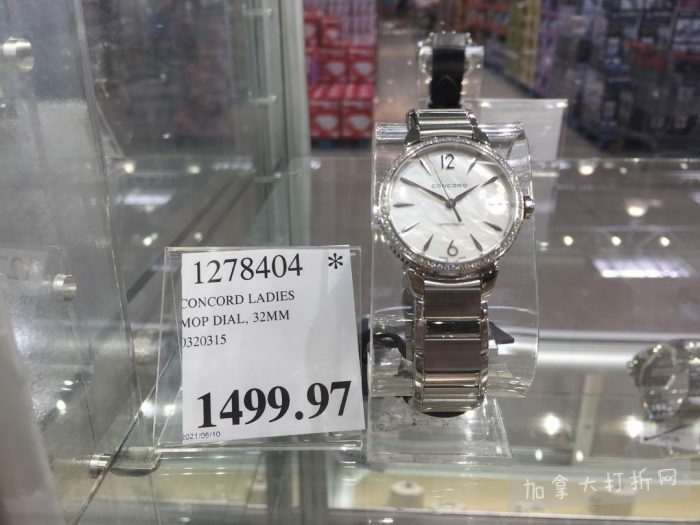 1278404 *
CONCORD LADIES
MOP DIAL, 32MM
0320315
1499.97
2021/06/10
12
CONCORD
6
加拿大打折网